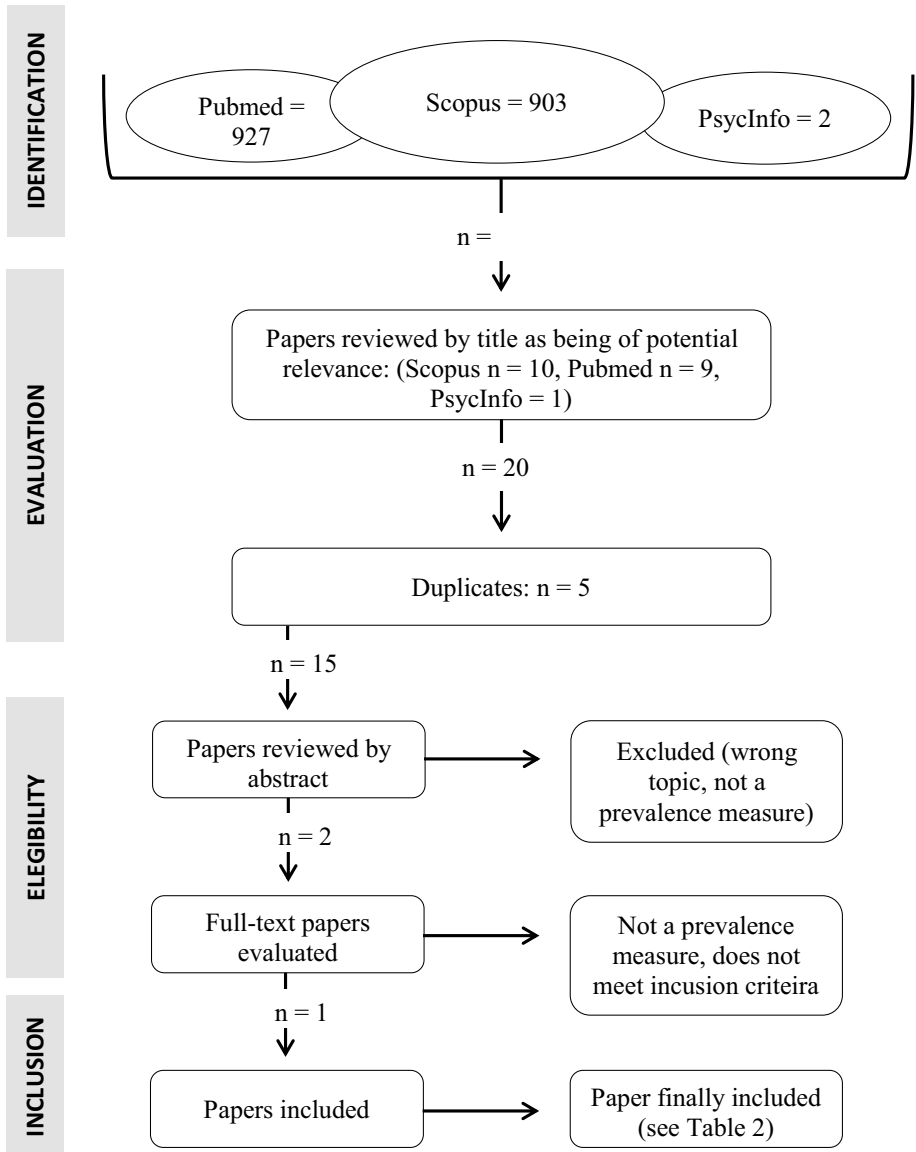 IDENTIFICATION
Pubmed =
927
Scopus = 903
PsycInfo = 2
n =
EVALUATION
Papers reviewed by title as being of potential
relevance: (Scopus n = 10, Pubmed n = 9,
PsycInfo = 1)
n = 20
Duplicates: n = 5
n = 15
ELEGIBILITY
Papers reviewed by
abstract
Excluded (wrong
topic, not a
prevalence measure)
n = 2
Full-text papers
evaluated
Not a prevalence
measure, does not
meet incusion criteira
n = 1
INCLUSION
Papers included
Paper finally included
(see Table 2)